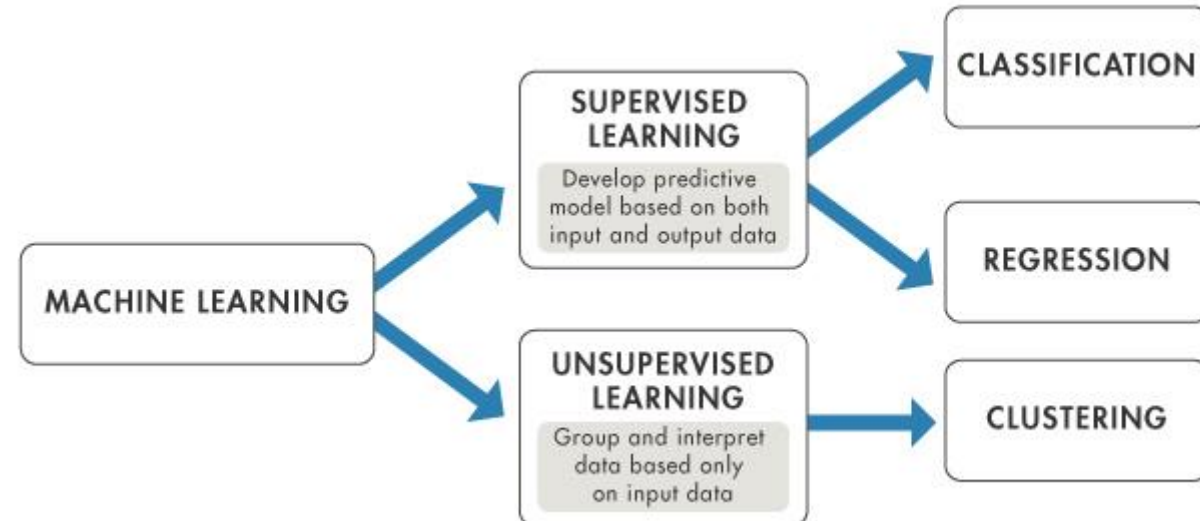 MACHINE LEARNING
SUPERVISED
LEARNING
Develop predictive
model based on both
input and output data
UNSUPERVISED
LEARNING
Group and interpret
data based only
on input data
CLASSIFICATION
REGRESSION
CLUSTERING